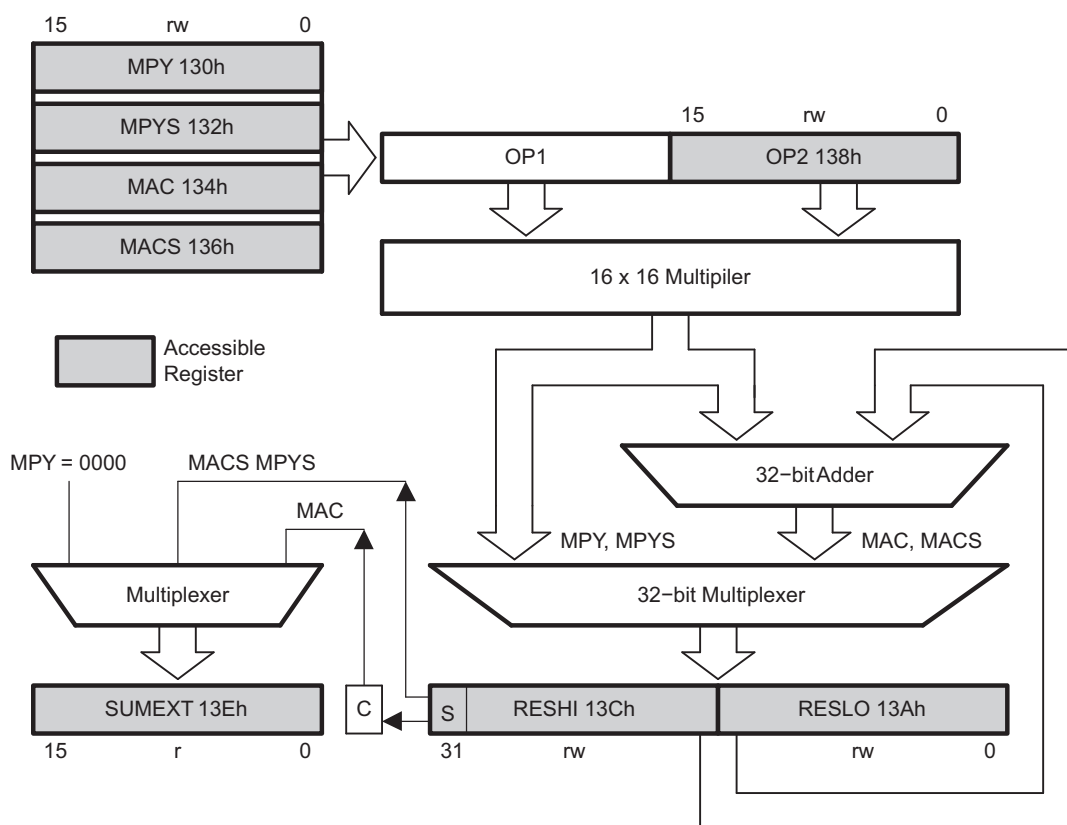 15 rw 0
MPY 130h
MPYS 132h
MAC 134h
MACS 136h
15 rw 0
OP1
OP2 138h
16 x 16 Multipiler
Accessible
Register
32−bit Adder
MPY = 0000
MACS MPYS
MAC
MPY, MPYS
MAC, MACS
Multiplexer
32−bit Multiplexer
SUMEXT 13Eh
C
S
RESHI 13Ch
RESLO 13Ah
15 r 0
31 rw
rw 0